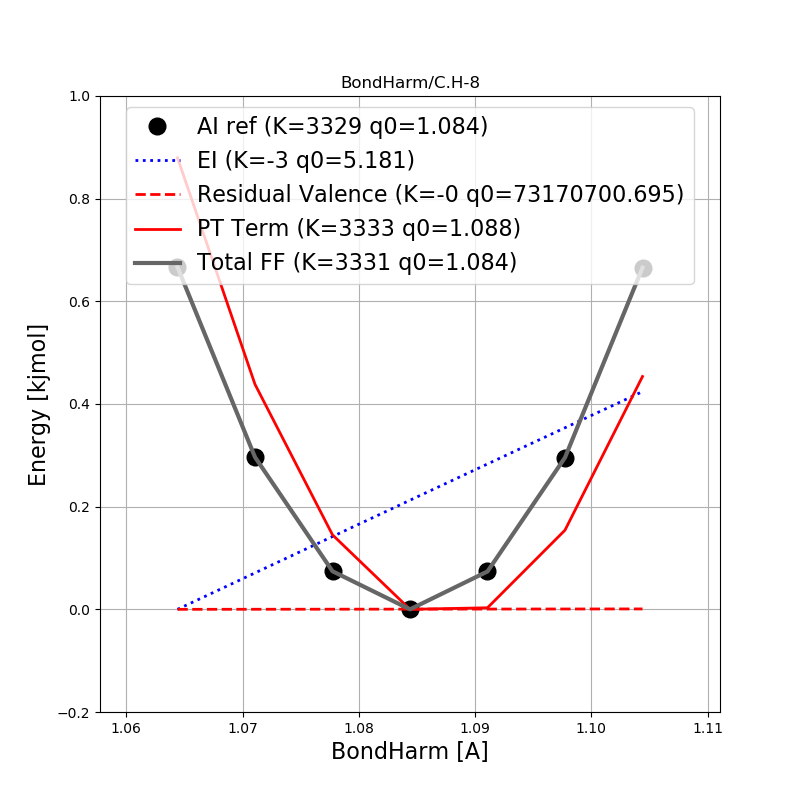 BondHarm/C.H-8
AI ref (K=3329 q0=1.084)
EI (K=-3 q0=5.181)
Residual Valence (K=-0 q0=73170700.695)
PT Term (K=3333 q0=1.088)
Total FF (K=3331 q0=1.084)
1.0
0.8
0.6
0.4
0.2
0.0
−0.2
Energy [kjmol]
1.06 1.07 1.08 1.09 1.10 1.11
BondHarm [A]